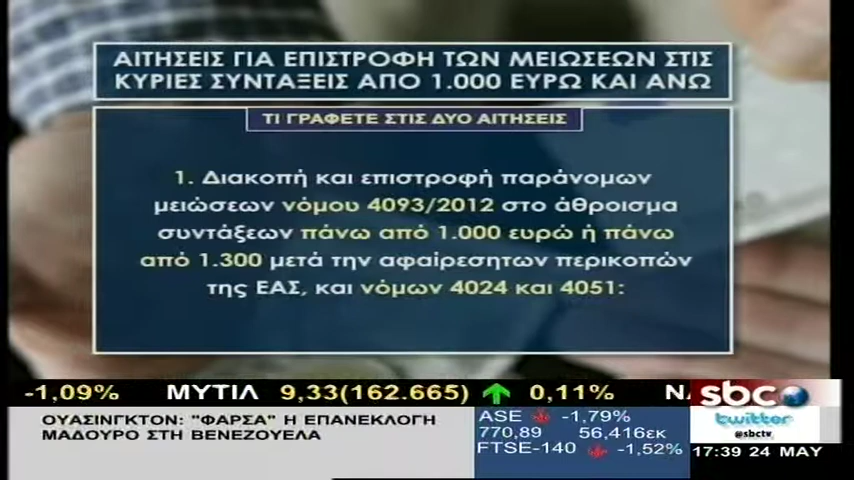 ΑΙΤΗΣΕΙΣ ΓΙΑ ΕΠΙΣΤΡΟΦΗ ΤΩΝ ΜΕΙΩΣΕΩΝ ΣΤΙΣ
ΚΥΡΙΕΣ ΣΥΝΤΑΞΕΙΣ ΑΠΟ 1.000 ΕΥΡΩ ΚΑΙ ΑΝΩ
ΤΙ ΓΡΑΦΕΤΕ ΣΤΙΣ ΔΥΟ ΑΙΤΗΣΕΙΣ
1. Διακοπή και επιστροφή παράνομων
μειώσεων νόμου 4093/2012 στο άθροισμα
συντάξεων πάνω από 1.000 ευρώ ή πάνω
από 1.300 μετά την αφαίρεσητων περικοπών
της ΕΑΣ, και νόμων 4024 και 4051:
-1,09% ΜΥΤΙΛ 9,33(162.665) 0,11%
sbc
twitter
@sbctv
ΟΥΑΣΙΝΓΚΤΟΝ: "ΦΑΡΣΑ" Η ΕΠΑΝΕΚΛΟΓΗ
ΜΑΔΟΥΡΟ ΣΤΗ ΒΕΝΕΖΟΥΕΛΑ
ASE -1,79%
770,89 56,416εκ
FTSE-140 -1,52%
17:39 24 MAY